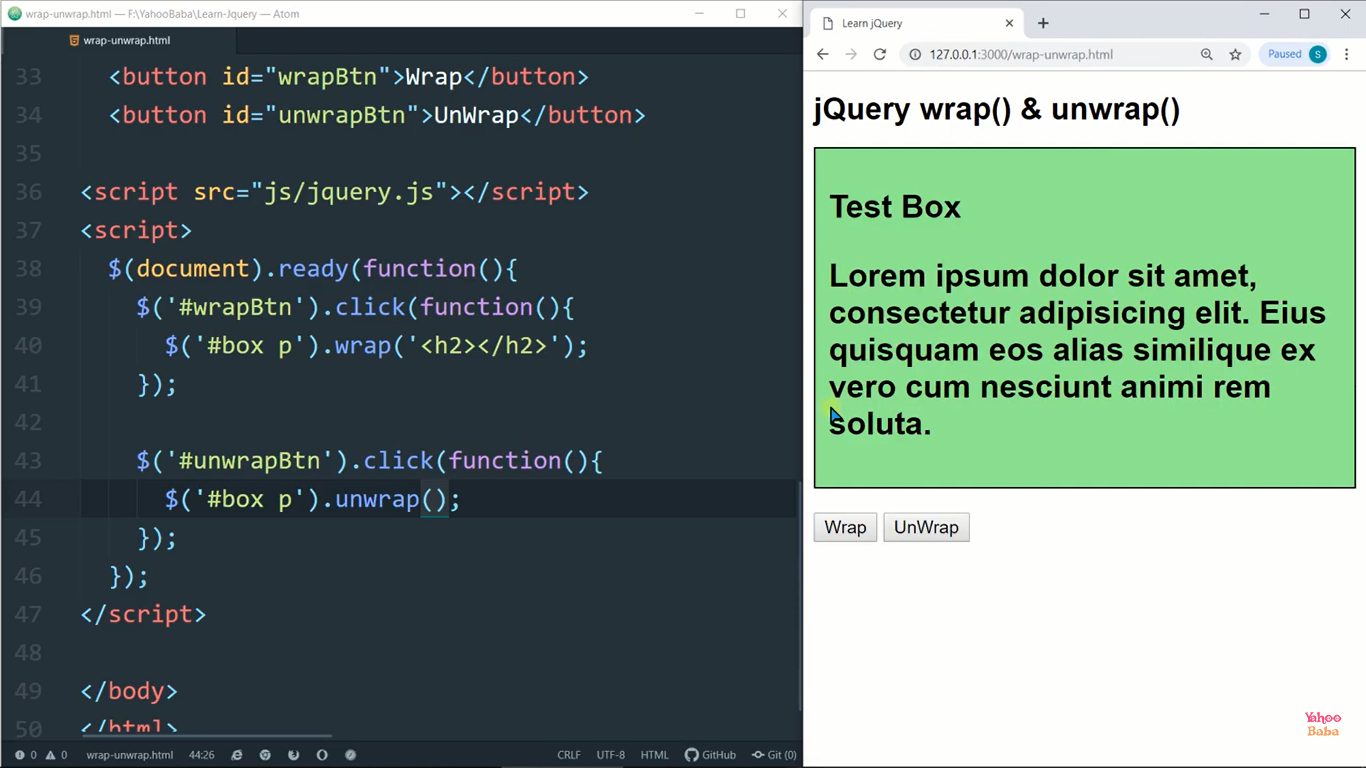 wrap-unwrap.html — F:\YahooBaba\Learn-Jquery — Atom
wrap-unwrap.html
33 <button id="wrapBtn">Wrap</button>
34 <button id="unwrapBtn">UnWrap</button>
35
36 <script src="js/jquery.js"></script>
37 <script>
38 $(document).ready(function(){
39 $('#wrapBtn').click(function(){
40 $('#box p').wrap('<h2></h2>');
41 });
42
43 $('#unwrapBtn').click(function(){
44 $('#box p').unwrap();
45 });
46 });
47 </script>
48
49 </body>
50 </html>
0 0 wrap-unwrap.html 44:26 CRLF UTF-8 HTML GitHub Git (0)
Learn jQuery
127.0.0.1:3000/wrap-unwrap.html Paused S
jQuery wrap() & unwrap()
Test Box
Lorem ipsum dolor sit amet,
consectetur adipisicing elit. Eius
quisquam eos alias similique ex
vero cum nesciunt animi rem
soluta.
Wrap UnWrap
Yahoo
Baba